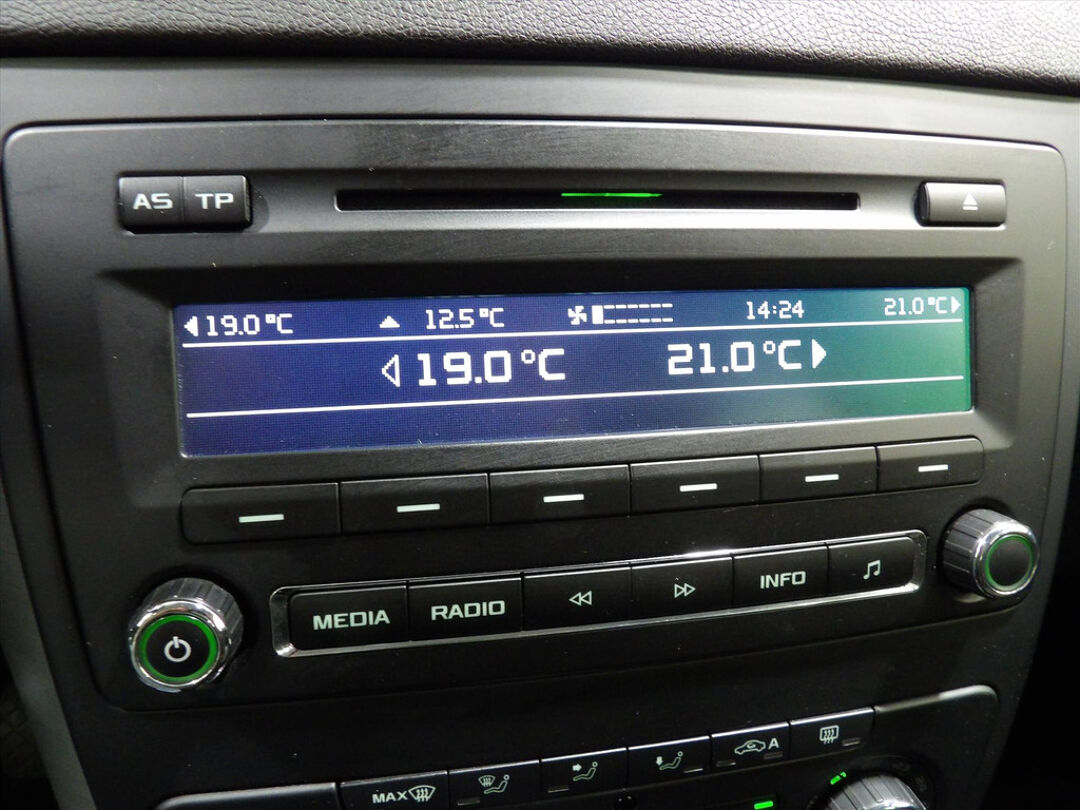 AS TP
19.0°C 12.5°C 14:24 21.0°C
19.0°C 21.0°C
MEDIA RADIO INFO
MAX A